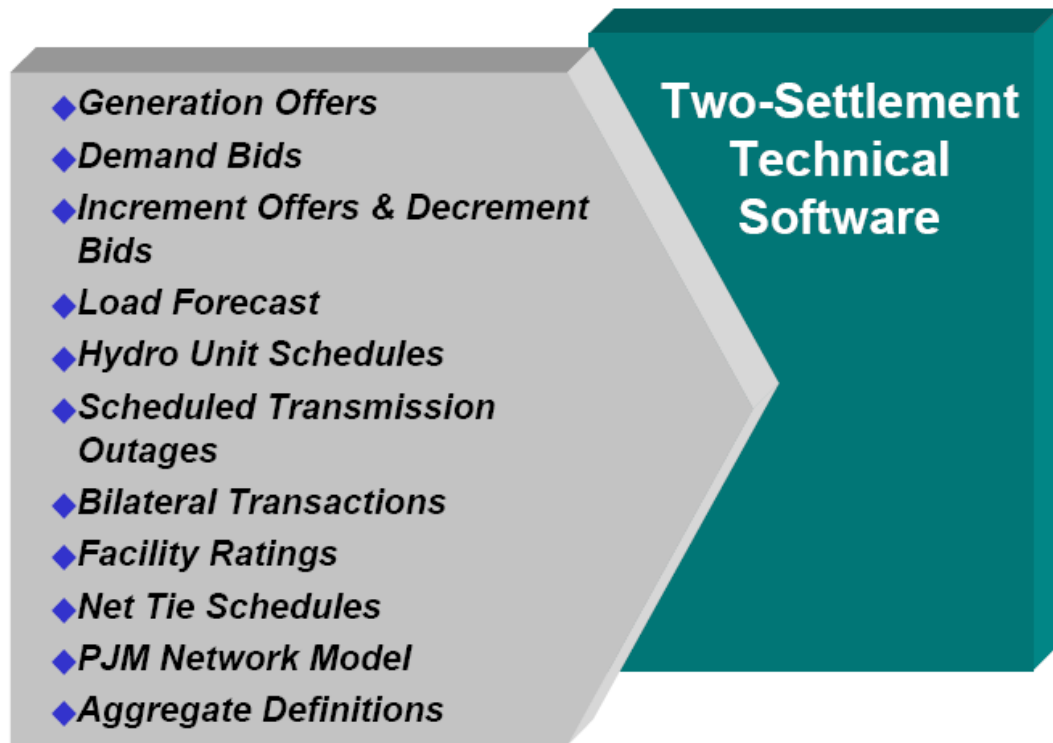 Generation Offers
Demand Bids
Increment Offers & Decrement
Bids
Load Forecast
Hydro Unit Schedules
Scheduled Transmission
Outages
Bilateral Transactions
Facility Ratings
Net Tie Schedules
PJM Network Model
Aggregate Definitions
Two-Settlement
Technical
Software